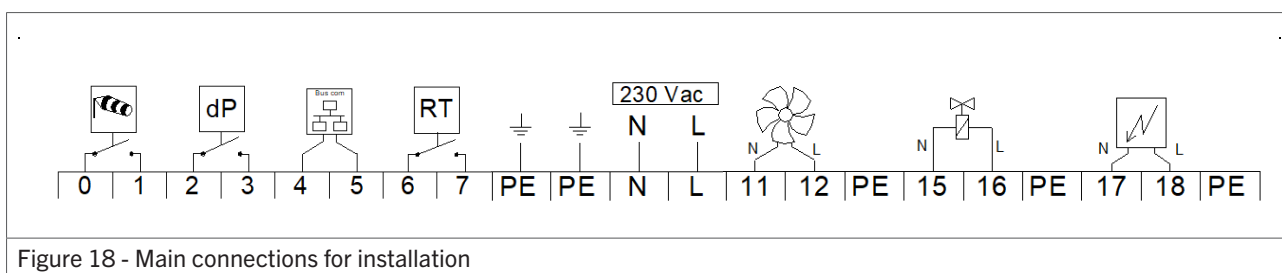 Bus com
230 Vac
dP
RT
N L
N L
N L
N L
0 1 2 3 4 5 6 7 PE PE N L 11 12 PE 15 16 PE 17 18 PE
Figure 18 - Main connections for installation